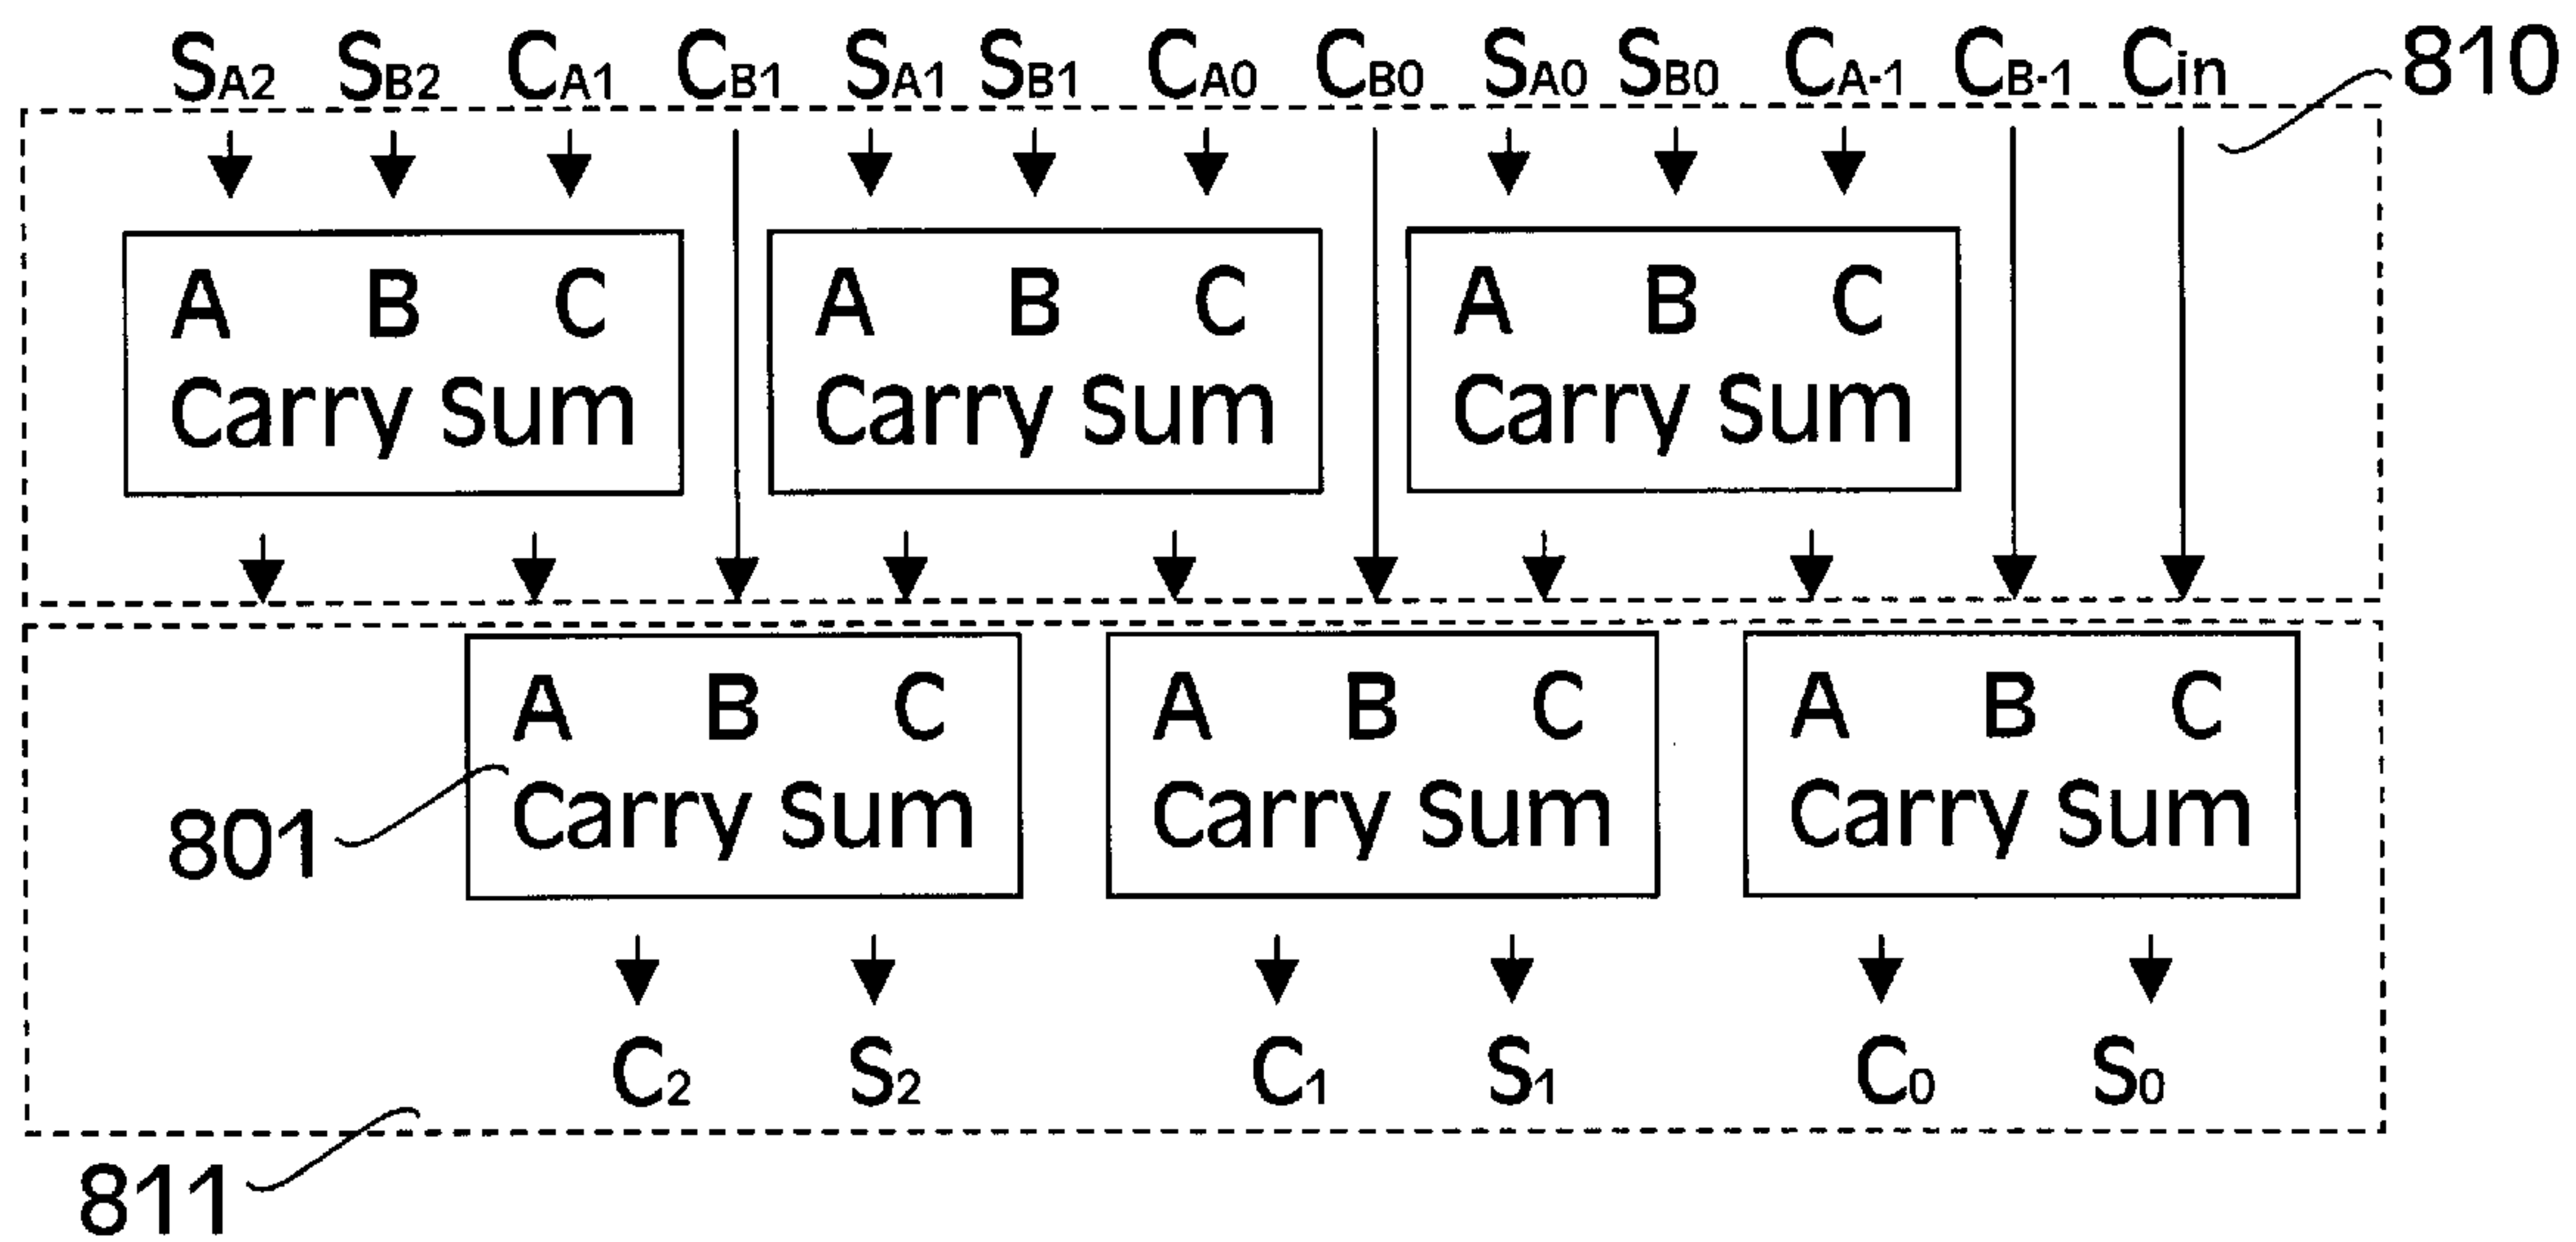 SA2 SB2 CA1 CB1 SA1 SB1 CA0 CB0 SA0 SB0 CA-1 CB-1 Cin 810
A B C A B C A B C
Carry Sum Carry Sum Carry Sum
A B C A B C A B C
801 Carry Sum Carry Sum Carry Sum
C2 S2 C1 S1 C0 S0
811